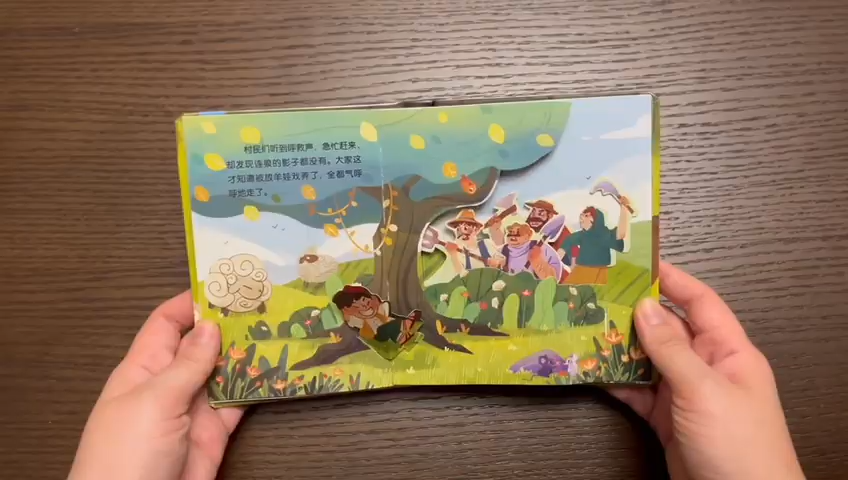 村民们听到呼救声，急忙赶来，
却发现连狼的影子都没有。大家这
才知道被放羊娃戏弄了，全都气呼
呼地走了。